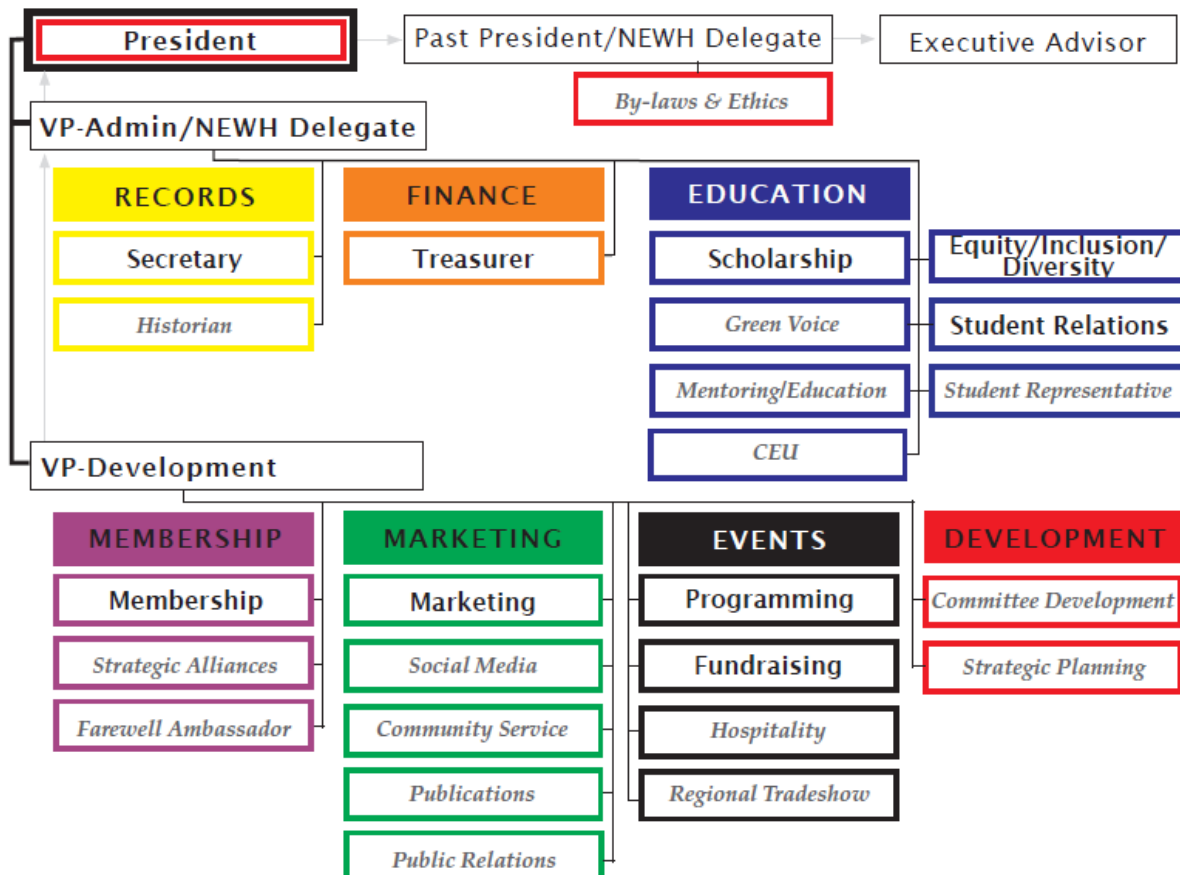 President
Past President/NEWH Delegate
Executive Advisor
By-laws & Ethics
VP-Admin/NEWH Delegate
RECORDS
Secretary
Historian
FINANCE
Treasurer
EDUCATION
Scholarship
Green Voice
Mentoring/Education
CEU
Equity/Inclusion/
Diversity
Student Relations
Student Representative
VP-Development
MEMBERSHIP
Membership
Strategic Alliances
Farewell Ambassador
MARKETING
Marketing
Social Media
Community Service
Publications
Public Relations
EVENTS
Programming
Fundraising
Hospitality
Regional Tradeshow
DEVELOPMENT
Committee Development
Strategic Planning